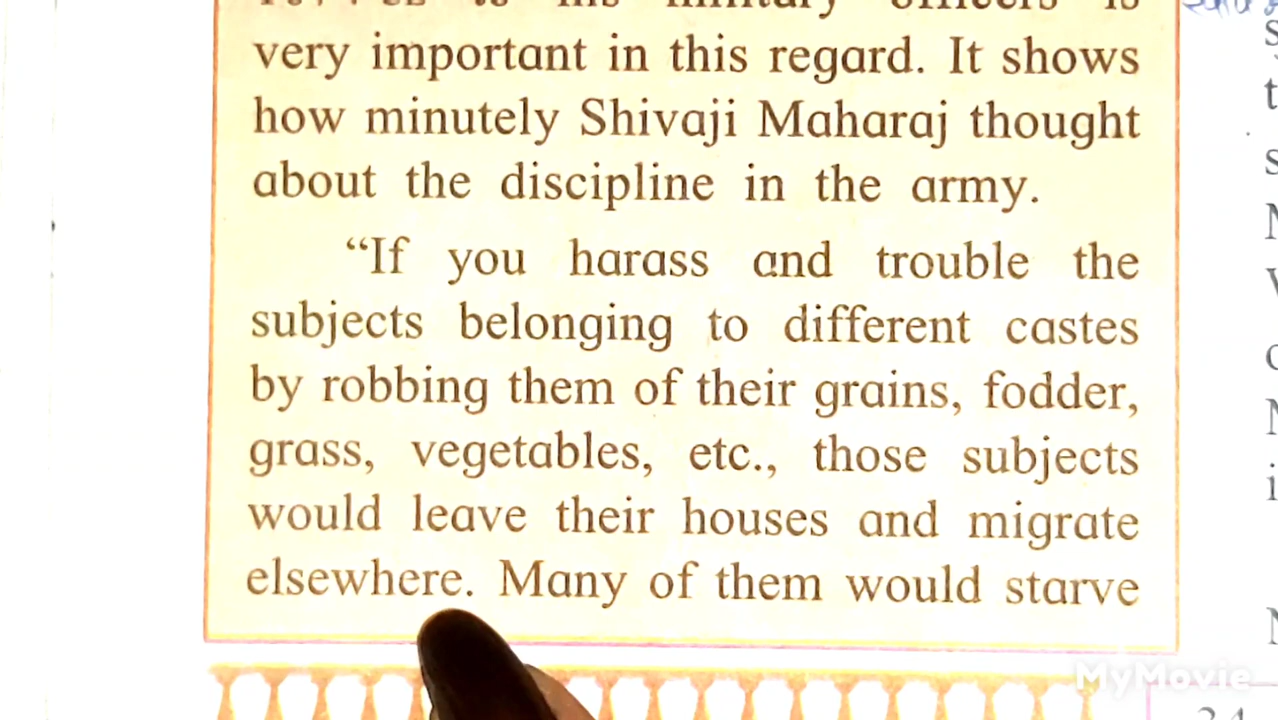 very important in this regard. It shows
how minutely Shivaji Maharaj thought
about the discipline in the army.
“If you harass and trouble the
subjects belonging to different castes
by robbing them of their grains, fodder,
grass, vegetables, etc., those subjects
would leave their houses and migrate
elsewhere. Many of them would starve
MyMovie